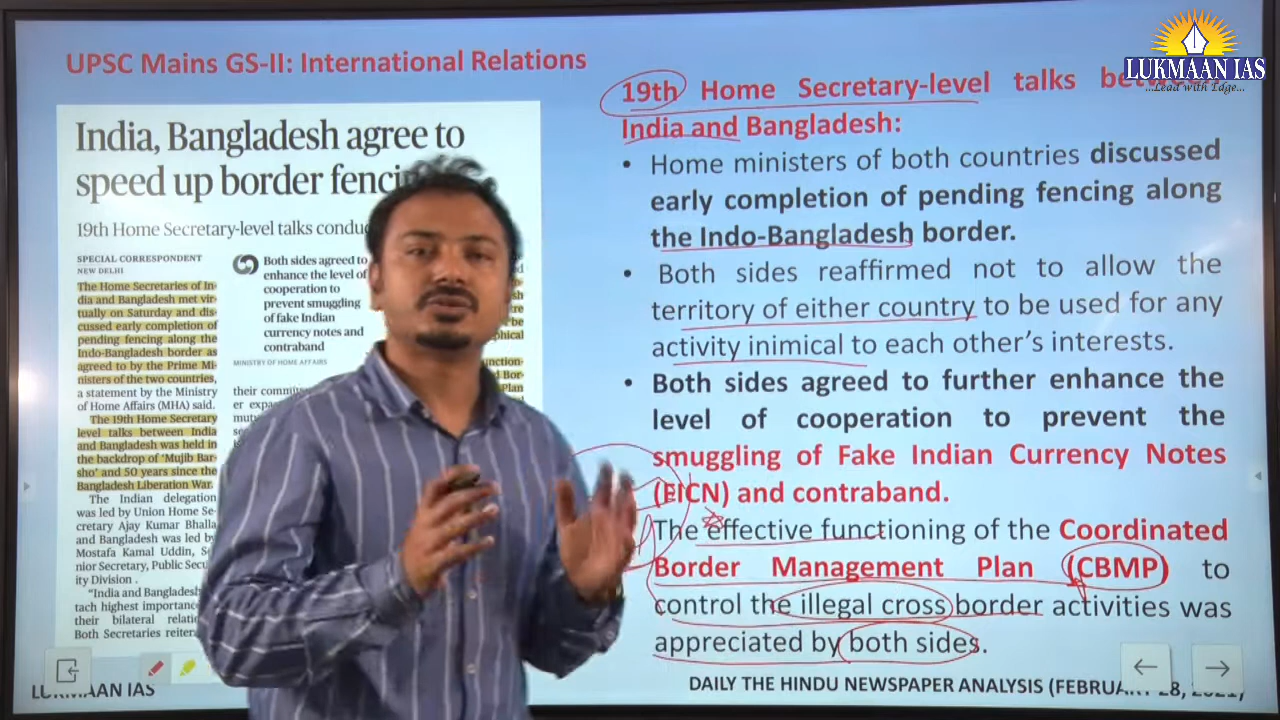 UPSC Mains GS-II: International Relations
LUKMAAN IAS
...Lead with Edge...
India, Bangladesh agree to
speed up border fencing
19th Home Secretary-level talks
SPECIAL CORRESPONDENT
NEW DELHI
The Home Secretaries of In-
dia and Bangladesh met vir-
tually on Saturday and dis-
cussed early completion of
pending fencing along the
Indo-Bangladesh border as
agreed to by the Prime Mi-
nisters of the two countries,
a statement by the Ministry
of Home Affairs (MHA) said.
The 19th Home Secretary
level talks between India
and Bangladesh was held in
the backdrop of 'Mujib Bar-
sho' and 50 years since the
Bangladesh Liberation War.
The Indian delegation
was led by Union Home Se-
cretary Ajay Kumar Bhalla
and Bangladesh was led by
Mostafa Kamal Uddin,
nior Secretary, Public
ity Division.
"India and Bangladesh
tach highest
their bilateral
Both Secretaries
Both sides agreed to
enhance the level of
cooperation to
prevent smuggling
of fake Indian
currency notes and
contraband
MINISTRY OF HOME AFFAIRS
their
er
19th Home Secretary-level talks between
India and Bangladesh:
• Home ministers of both countries discussed
early completion of pending fencing along
the Indo-Bangladesh border.
• Both sides reaffirmed not to allow the
territory of either country to be used for any
activity inimical to each other's interests.
• Both sides agreed to further enhance the
level of cooperation to prevent the
smuggling of Fake Indian Currency Notes
(FICN) and contraband.
The effective functioning of the Coordinated
Border Management Plan (CBMP) to
control the illegal cross border activities was
appreciated by both sides.
LUKMAAN IAS
DAILY THE HINDU NEWSPAPER ANALYSIS (FEBRUARY 28, 2021)